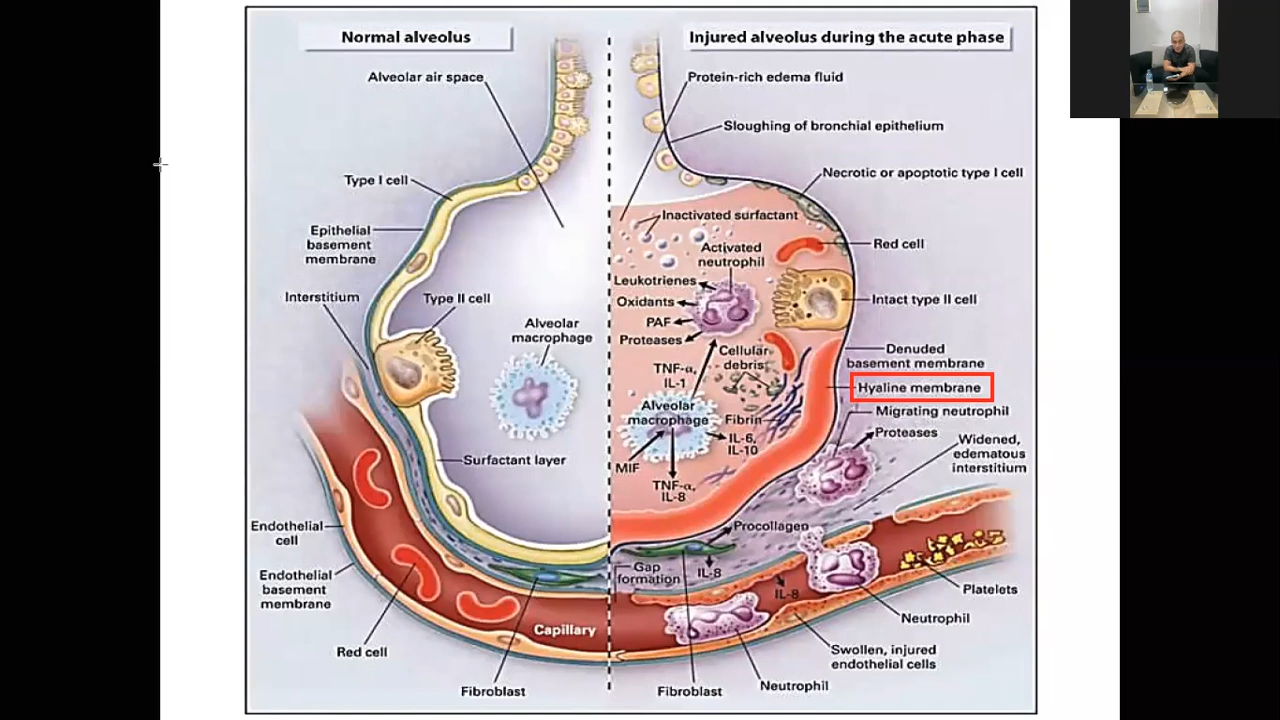 Normal alveolus
Alveolar air space
Type I cell
Epithelial
basement
membrane
Interstitium
Type II cell
Alveolar
macrophage
Surfactant layer
Endothelial
cell
Endothelial
basement
membrane
Red cell
Capillary
Fibroblast
Injured alveolus during the acute phase
Protein-rich edema fluid
Sloughing of bronchial epithelium
Necrotic or apoptotic type I cell
Inactivated surfactant
Red cell
Activated
neutrophil
Leukotrienes
Oxidants
PAF
Proteases
Intact type II cell
Cellular
debris
TNF-α,
IL-1
Denuded
basement membrane
Hyaline membrane
Alveolar
macrophage
Fibrin
IL-6,
IL-10
MIF
TNF-α,
IL-8
Migrating neutrophil
Proteases
Widened,
edematous
interstitium
Procollagen
Gap
formation
IL-8
IL-8
Platelets
Neutrophil
Swollen, injured
endothelial cells
Neutrophil
Fibroblast